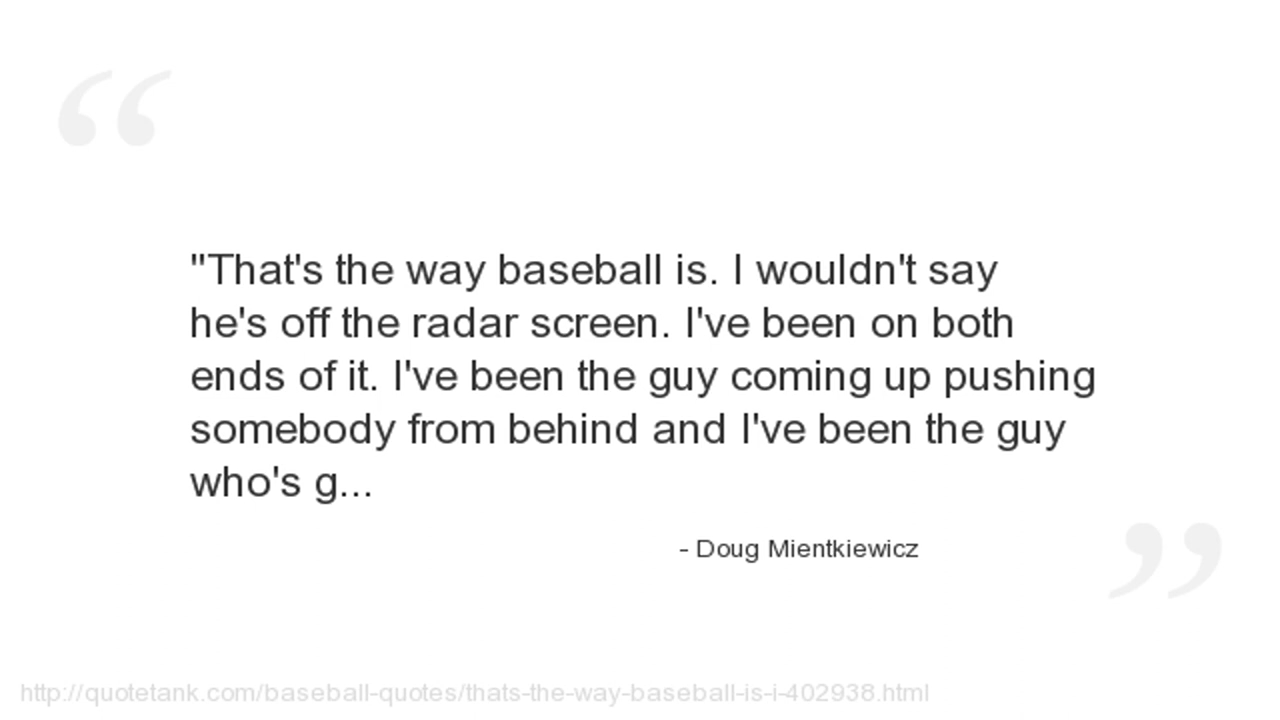 "That's the way baseball is. I wouldn't say
he's off the radar screen. I've been on both
ends of it. I've been the guy coming up pushing
somebody from behind and I've been the guy
who's g...
- Doug Mientkiewicz
http://quotetank.com/baseball-quotes/thats-the-way-baseball-is-i-402938.html